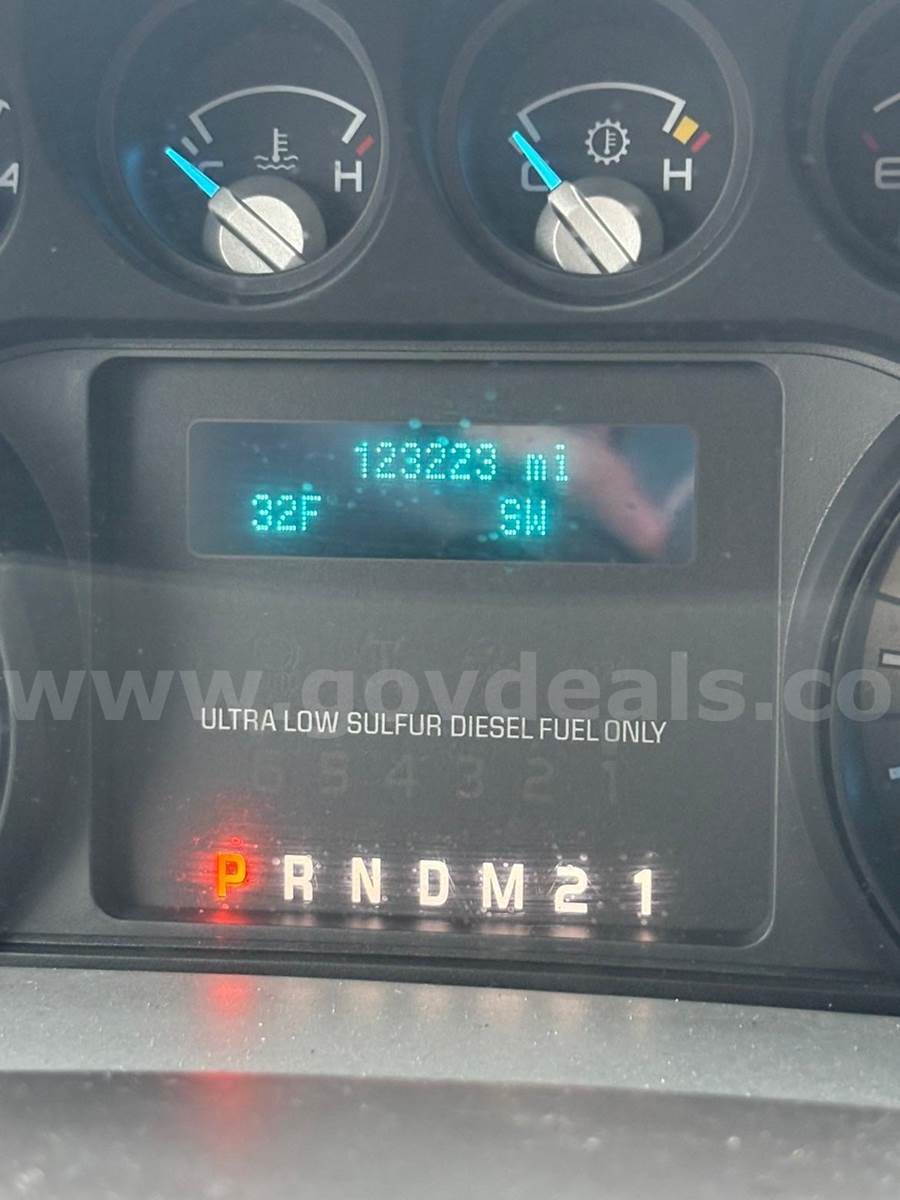 C H C H E
123223 mi
32F SW
www.govdeals.co
ULTRA LOW SULFUR DIESEL FUEL ONLY
6 5 4 3 2 1
P R N D M 2 1